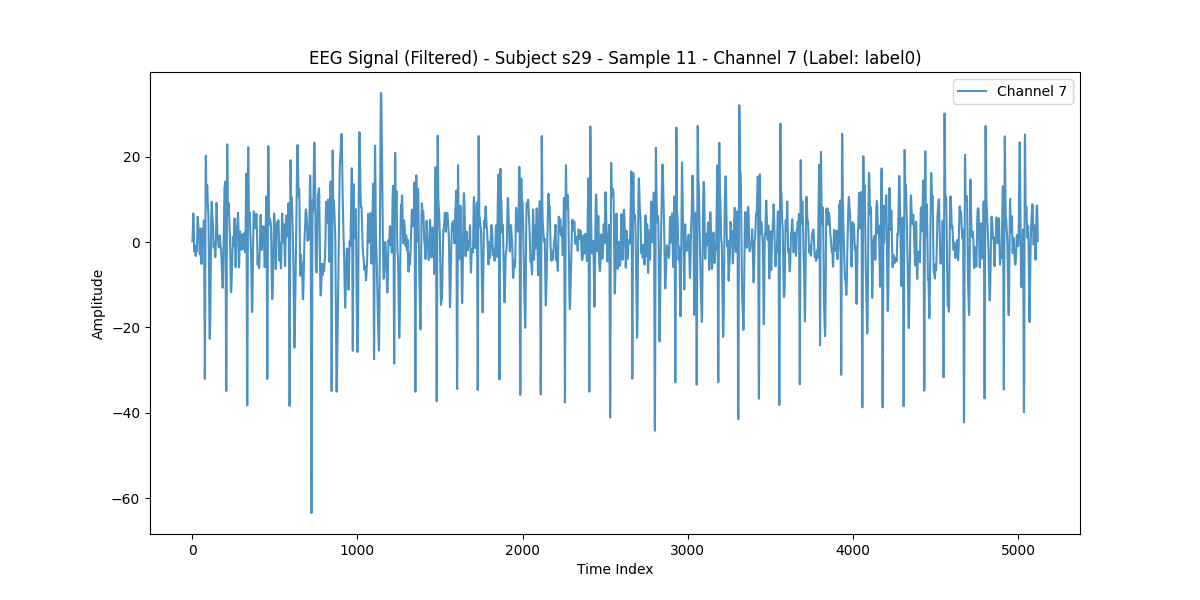 EEG Signal (Filtered) - Subject s29 - Sample 11 - Channel 7 (Label: label0)
Channel 7
20
0
−20
−40
−60
Amplitude
0 1000 2000 3000 4000 5000
Time Index